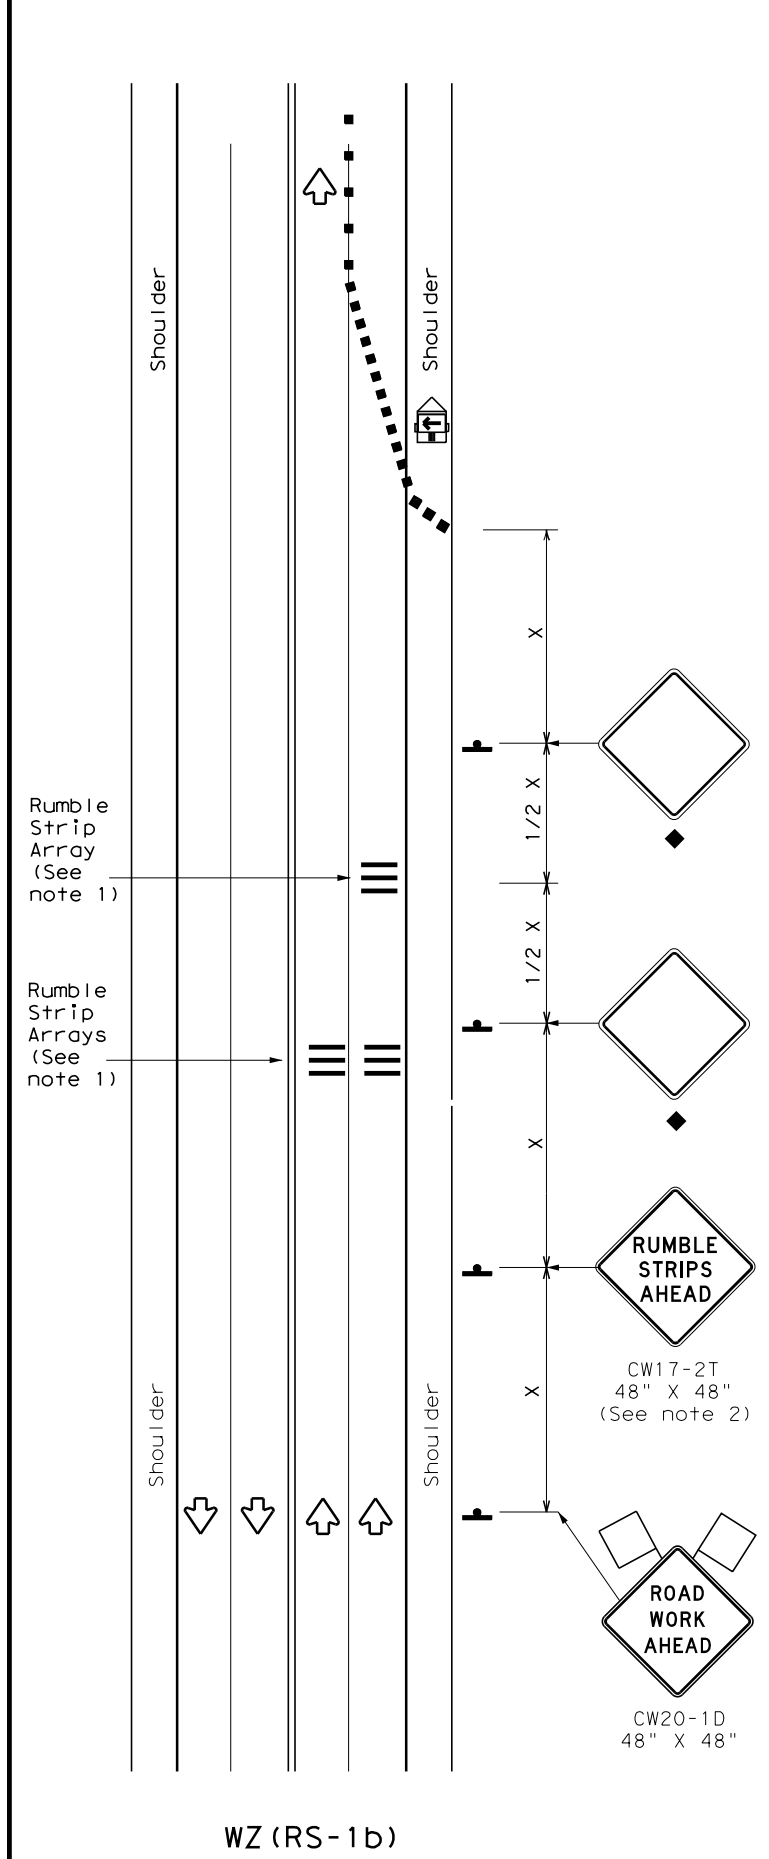 Shoulder
Shoulder
X
1/2 X
Rumble
Strip
Array
(See
note 1)
1/2 X
Rumble
Strip
Arrays
(See
note 1)
X
RUMBLE
STRIPS
AHEAD
CW17-2T
48" X 48"
(See note 2)
X
Shoulder
Shoulder
ROAD
WORK
AHEAD
CW20-1D
48" X 48"
WZ(RS-1b)